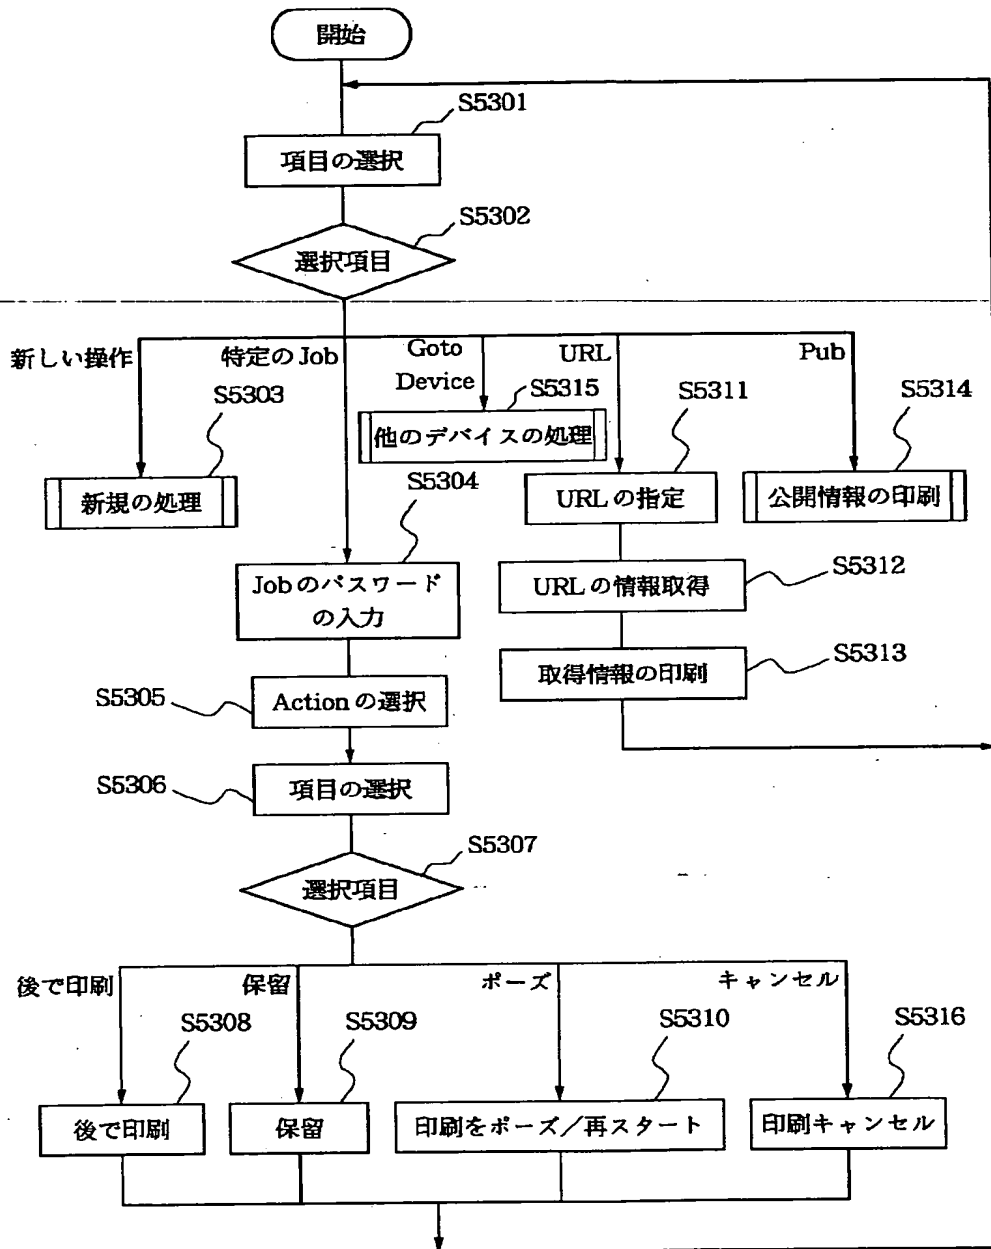 開始
S5301
項目の選択
S5302
選択項目
新しい操作
特定のJob
Goto
Device
URL
Pub
S5303
S5315
S5311
S5314
他のデバイスの処理
新規の処理
S5304
URLの指定
公開情報の印刷
Jobのパスワード
の入力
URLの情報取得
S5312
取得情報の印刷
S5313
S5305
Actionの選択
S5306
項目の選択
S5307
選択項目
後で印刷
保留
ポーズ
キャンセル
S5308
S5309
S5310
S5316
後で印刷
保留
印刷をポーズ/再スタート
印刷キャンセル